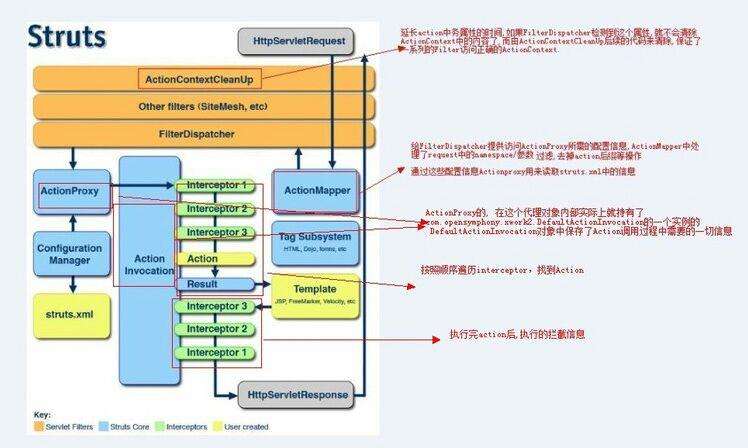 Struts
HttpServletRequest
ActionContextCleanUp
Other filters (SiteMesh, etc)
FilterDispatcher
ActionProxy
Action
Invocation
Interceptor 1
Interceptor 2
Interceptor 3
Action
Result
Interceptor 3
Interceptor 2
Interceptor 1
ActionMapper
Tag Subsystem
HTML, Dojo, forms, etc
Template
JSP, FreeMarker, Velocity, etc
Configuration
Manager
struts.xml
HttpServletResponse
Key:
Servlet Filters
Struts Core
Interceptors
User created
延长action中属性的时间,如果FilterDispatcher检测到这个属性,就不会清除
ActionContext中的内容了,而由ActionContextCleanUp后续的代码来清除,保证了
一系列的Filter访问正确的ActionContext.
给FilterDispatcher提供访问ActionProxy所需的配置信息,ActionMapper中处
理了request中的namespace/参数 过滤,去掉action后缀等操作
通过这些配置信息Actionproxy用来读取struts.xml中的信息
ActionProxy的, 在这个代理对象内部实际上就持有了
com.opensymphony.xwork2.DefaultActionInvocation的一个实例的
DefaultActionInvocation对象中保存了Action调用过程中需要的一切信息
按照顺序遍历interceptor,找到Action
执行完action后,执行的拦截信息